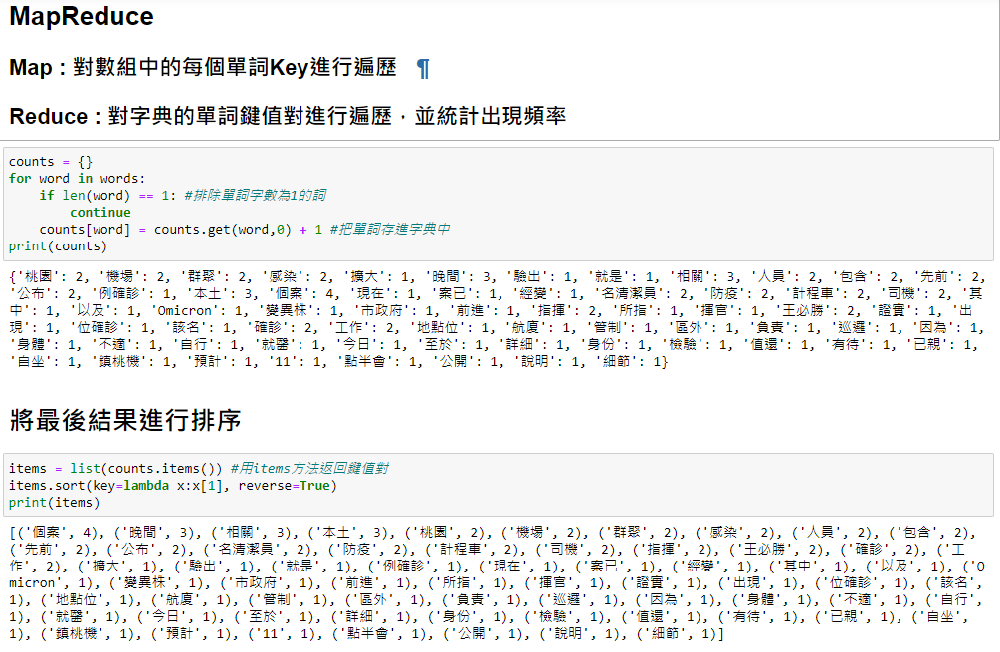 MapReduce
Map : 對數組中的每個單詞Key進行遍歷 ¶
Reduce : 對字典的單詞鍵值對進行遍歷，並統計出現頻率
counts = {}
for word in words:
    if len(word) == 1: #排除單詞字數為1的詞
        continue
    counts[word] = counts.get(word,0) + 1 #把單詞存進字典中
print(counts)
{'桃園': 2, '機場': 2, '群聚': 2, '感染': 2, '擴大': 1, '晚間': 3, '驗出': 1, '就是': 1, '相關': 3, '人員': 2, '包含': 2, '先前': 2,
'公布': 2, '例確診': 1, '本土': 3, '個案': 4, '現在': 1, '案已': 1, '經變': 1, '名清潔員': 2, '防疫': 2, '計程車': 2, '司機': 2, '其
中': 1, '以及': 1, 'Omicron': 1, '變異株': 1, '市政府': 1, '前進': 1, '指揮': 2, '所指': 1, '揮官': 1, '王必勝': 2, '證實': 1, '出
現': 1, '位確診': 1, '該名': 1, '確診': 2, '工作': 2, '地點位': 1, '航廈': 1, '管制': 1, '區外': 1, '負責': 1, '巡邏': 1, '因為': 1,
'身體': 1, '不適': 1, '自行': 1, '就醫': 1, '今日': 1, '至於': 1, '詳細': 1, '身份': 1, '檢驗': 1, '值還': 1, '有待': 1, '已親': 1,
'自坐': 1, '鎮桃機': 1, '預計': 1, '11': 1, '點半會': 1, '公開': 1, '說明': 1, '細節': 1}
將最後結果進行排序
items = list(counts.items()) #用items方法返回鍵值對
items.sort(key=lambda x:x[1], reverse=True)
print(items)
[('個案', 4), ('晚間', 3), ('相關', 3), ('本土', 3), ('桃園', 2), ('機場', 2), ('群聚', 2), ('感染', 2), ('人員', 2), ('包含', 2),
('先前', 2), ('公布', 2), ('名清潔員', 2), ('防疫', 2), ('計程車', 2), ('司機', 2), ('指揮', 2), ('王必勝', 2), ('確診', 2), ('工
作', 2), ('擴大', 1), ('驗出', 1), ('就是', 1), ('例確診', 1), ('現在', 1), ('案已', 1), ('經變', 1), ('其中', 1), ('以及', 1), ('O
micron', 1), ('變異株', 1), ('市政府', 1), ('前進', 1), ('所指', 1), ('揮官', 1), ('證實', 1), ('出現', 1), ('位確診', 1), ('該名',
1), ('地點位', 1), ('航廈', 1), ('管制', 1), ('區外', 1), ('負責', 1), ('巡邏', 1), ('因為', 1), ('身體', 1), ('不適', 1), ('自行',
1), ('就醫', 1), ('今日', 1), ('至於', 1), ('詳細', 1), ('身份', 1), ('檢驗', 1), ('值還', 1), ('有待', 1), ('已親', 1), ('自坐',
1), ('鎮桃機', 1), ('預計', 1), ('11', 1), ('點半會', 1), ('公開', 1), ('說明', 1), ('細節', 1)]